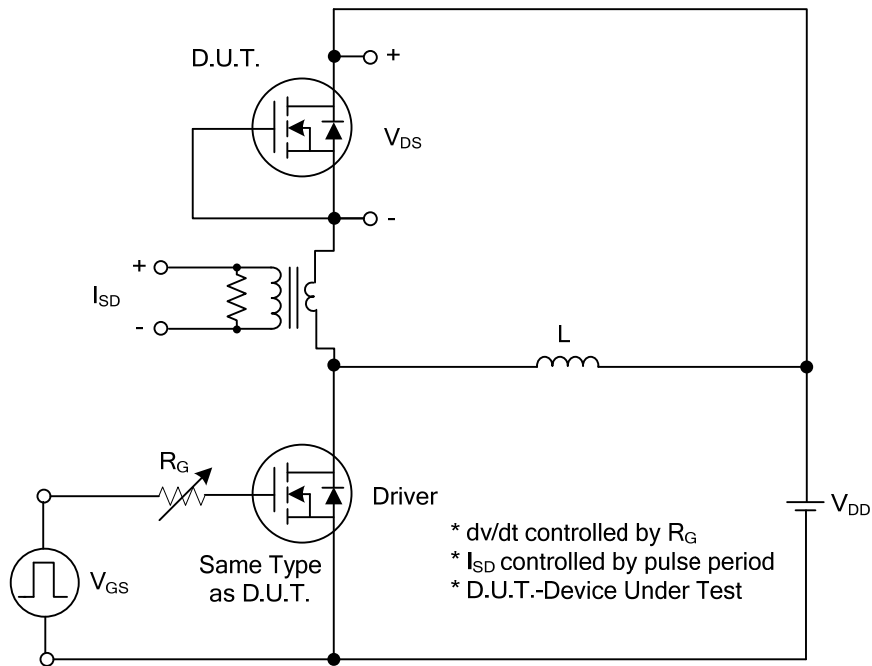 D.U.T.
+
VDS
-
+
ISD
-
L
RG
Driver
VDD
VGS
Same Type
as D.U.T.
* dv/dt controlled by RG
* ISD controlled by pulse period
* D.U.T.-Device Under Test